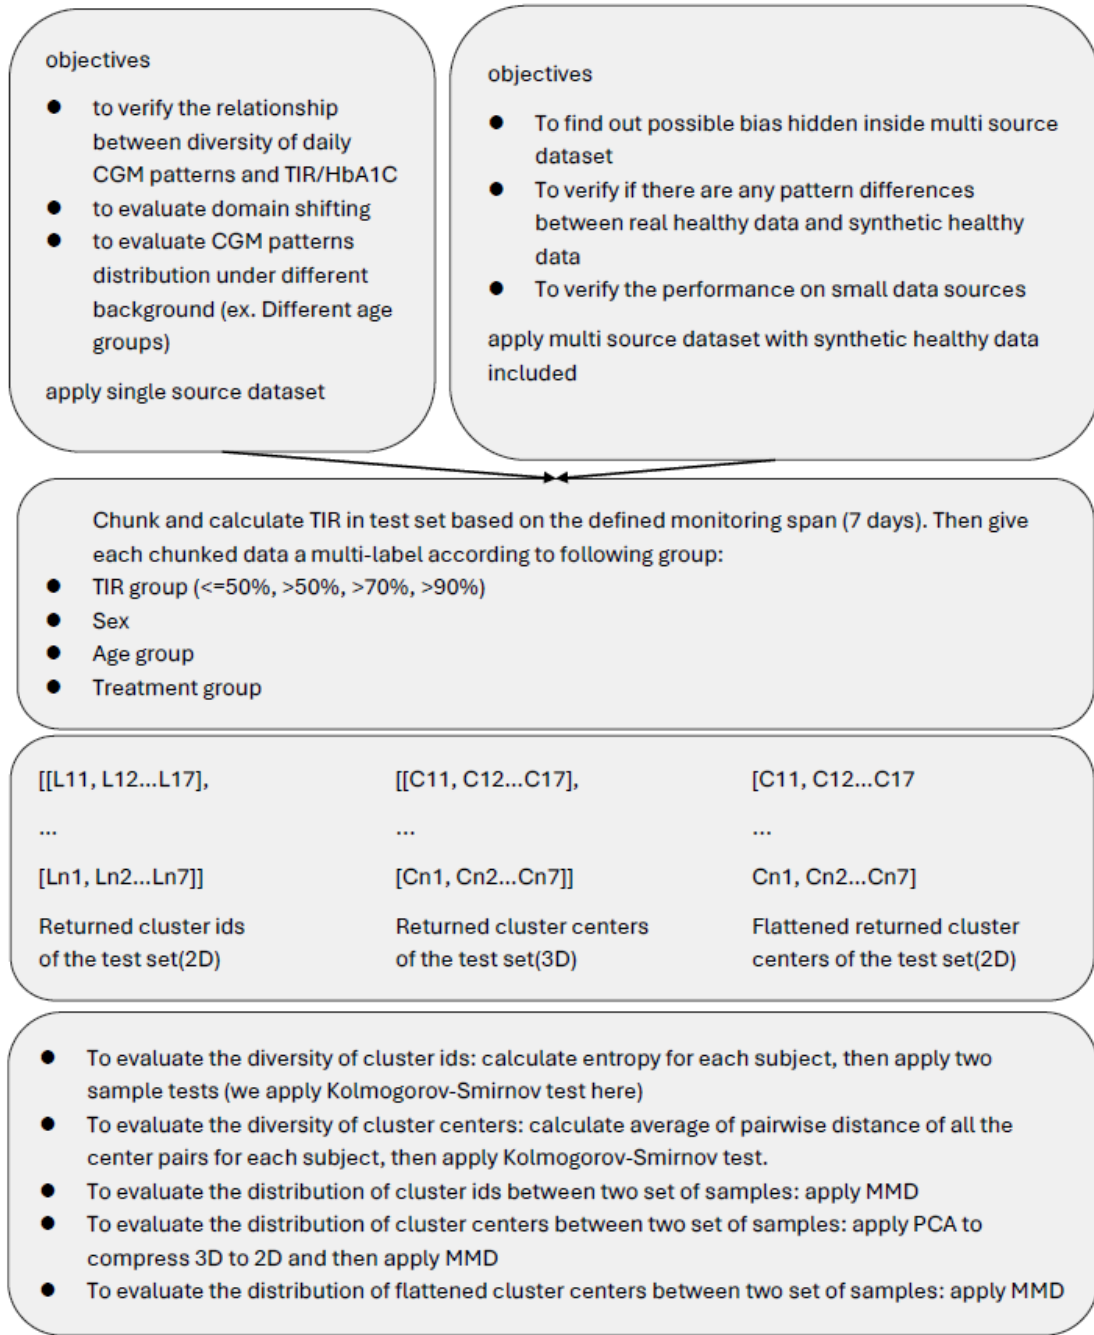 objectives
● to verify the relationship
between diversity of daily
CGM patterns and TIR/HbA1C
● to evaluate domain shifting
● to evaluate CGM patterns
distribution under different
background (ex. Different age
groups)
apply single source dataset
objectives
● To find out possible bias hidden inside multi source
dataset
● To verify if there are any pattern differences
between real healthy data and synthetic healthy
data
● To verify the performance on small data sources
apply multi source dataset with synthetic healthy data
included
Chunk and calculate TIR in test set based on the defined monitoring span (7 days). Then give
each chunked data a multi-label according to following group:
● TIR group (<=50%, >50%, >70%, >90%)
● Sex
● Age group
● Treatment group
[[L11, L12...L17],
...
[Ln1, Ln2...Ln7]]
Returned cluster ids
of the test set(2D)
[[C11, C12...C17],
...
[Cn1, Cn2...Cn7]]
Returned cluster centers
of the test set(3D)
[C11, C12...C17
...
Cn1, Cn2...Cn7]
Flattened returned cluster
centers of the test set(2D)
● To evaluate the diversity of cluster ids: calculate entropy for each subject, then apply two
sample tests (we apply Kolmogorov-Smirnov test here)
● To evaluate the diversity of cluster centers: calculate average of pairwise distance of all the
center pairs for each subject, then apply Kolmogorov-Smirnov test.
● To evaluate the distribution of cluster ids between two set of samples: apply MMD
● To evaluate the distribution of cluster centers between two set of samples: apply PCA to
compress 3D to 2D and then apply MMD
● To evaluate the distribution of flattened cluster centers between two set of samples: apply MMD